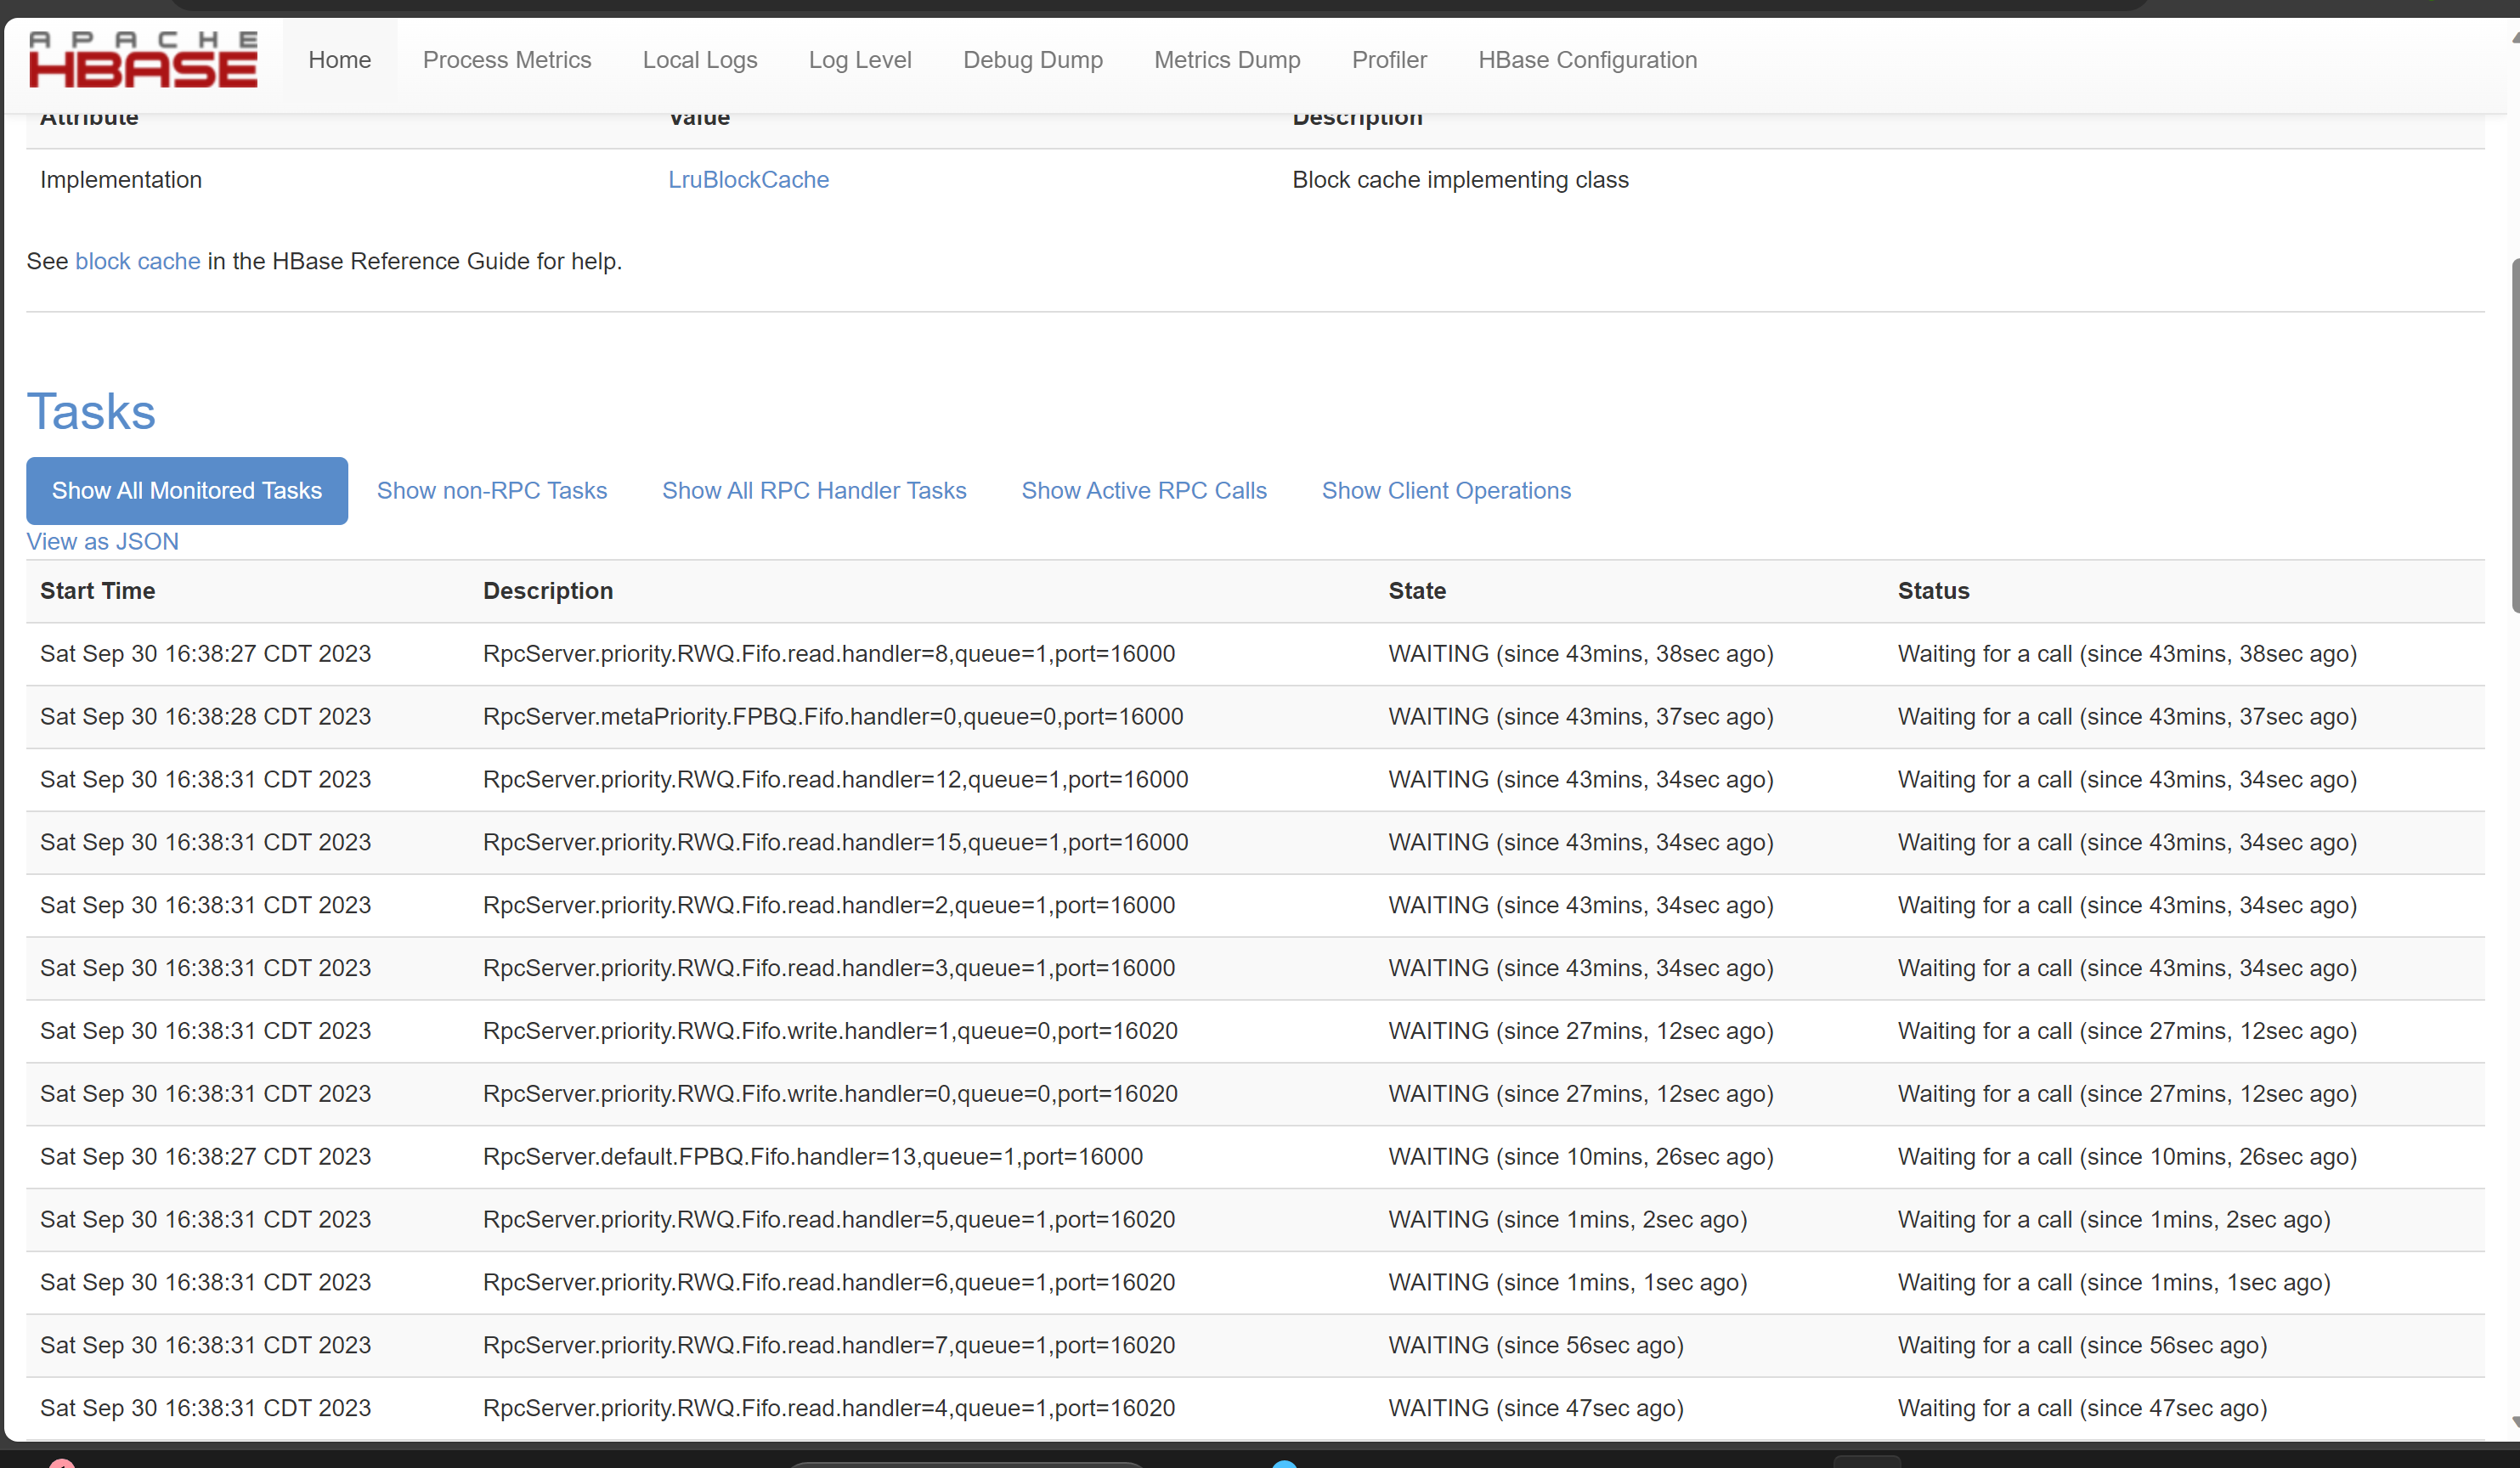 APACHE
HBASE
Home Process Metrics Local Logs Log Level Debug Dump Metrics Dump Profiler HBase Configuration
Attribute Value Description
Implementation LruBlockCache Block cache implementing class
See block cache in the HBase Reference Guide for help.
Tasks
Show All Monitored Tasks Show non-RPC Tasks Show All RPC Handler Tasks Show Active RPC Calls Show Client Operations
View as JSON
Start Time Description State Status
Sat Sep 30 16:38:27 CDT 2023 RpcServer.priority.RWQ.Fifo.read.handler=8,queue=1,port=16000 WAITING (since 43mins, 38sec ago) Waiting for a call (since 43mins, 38sec ago)
Sat Sep 30 16:38:28 CDT 2023 RpcServer.metaPriority.FPBQ.Fifo.handler=0,queue=0,port=16000 WAITING (since 43mins, 37sec ago) Waiting for a call (since 43mins, 37sec ago)
Sat Sep 30 16:38:31 CDT 2023 RpcServer.priority.RWQ.Fifo.read.handler=12,queue=1,port=16000 WAITING (since 43mins, 34sec ago) Waiting for a call (since 43mins, 34sec ago)
Sat Sep 30 16:38:31 CDT 2023 RpcServer.priority.RWQ.Fifo.read.handler=15,queue=1,port=16000 WAITING (since 43mins, 34sec ago) Waiting for a call (since 43mins, 34sec ago)
Sat Sep 30 16:38:31 CDT 2023 RpcServer.priority.RWQ.Fifo.read.handler=2,queue=1,port=16000 WAITING (since 43mins, 34sec ago) Waiting for a call (since 43mins, 34sec ago)
Sat Sep 30 16:38:31 CDT 2023 RpcServer.priority.RWQ.Fifo.read.handler=3,queue=1,port=16000 WAITING (since 43mins, 34sec ago) Waiting for a call (since 43mins, 34sec ago)
Sat Sep 30 16:38:31 CDT 2023 RpcServer.priority.RWQ.Fifo.write.handler=1,queue=0,port=16020 WAITING (since 27mins, 12sec ago) Waiting for a call (since 27mins, 12sec ago)
Sat Sep 30 16:38:31 CDT 2023 RpcServer.priority.RWQ.Fifo.write.handler=0,queue=0,port=16020 WAITING (since 27mins, 12sec ago) Waiting for a call (since 27mins, 12sec ago)
Sat Sep 30 16:38:27 CDT 2023 RpcServer.default.FPBQ.Fifo.handler=13,queue=1,port=16000 WAITING (since 10mins, 26sec ago) Waiting for a call (since 10mins, 26sec ago)
Sat Sep 30 16:38:31 CDT 2023 RpcServer.priority.RWQ.Fifo.read.handler=5,queue=1,port=16020 WAITING (since 1mins, 2sec ago) Waiting for a call (since 1mins, 2sec ago)
Sat Sep 30 16:38:31 CDT 2023 RpcServer.priority.RWQ.Fifo.read.handler=6,queue=1,port=16020 WAITING (since 1mins, 1sec ago) Waiting for a call (since 1mins, 1sec ago)
Sat Sep 30 16:38:31 CDT 2023 RpcServer.priority.RWQ.Fifo.read.handler=7,queue=1,port=16020 WAITING (since 56sec ago) Waiting for a call (since 56sec ago)
Sat Sep 30 16:38:31 CDT 2023 RpcServer.priority.RWQ.Fifo.read.handler=4,queue=1,port=16020 WAITING (since 47sec ago) Waiting for a call (since 47sec ago)